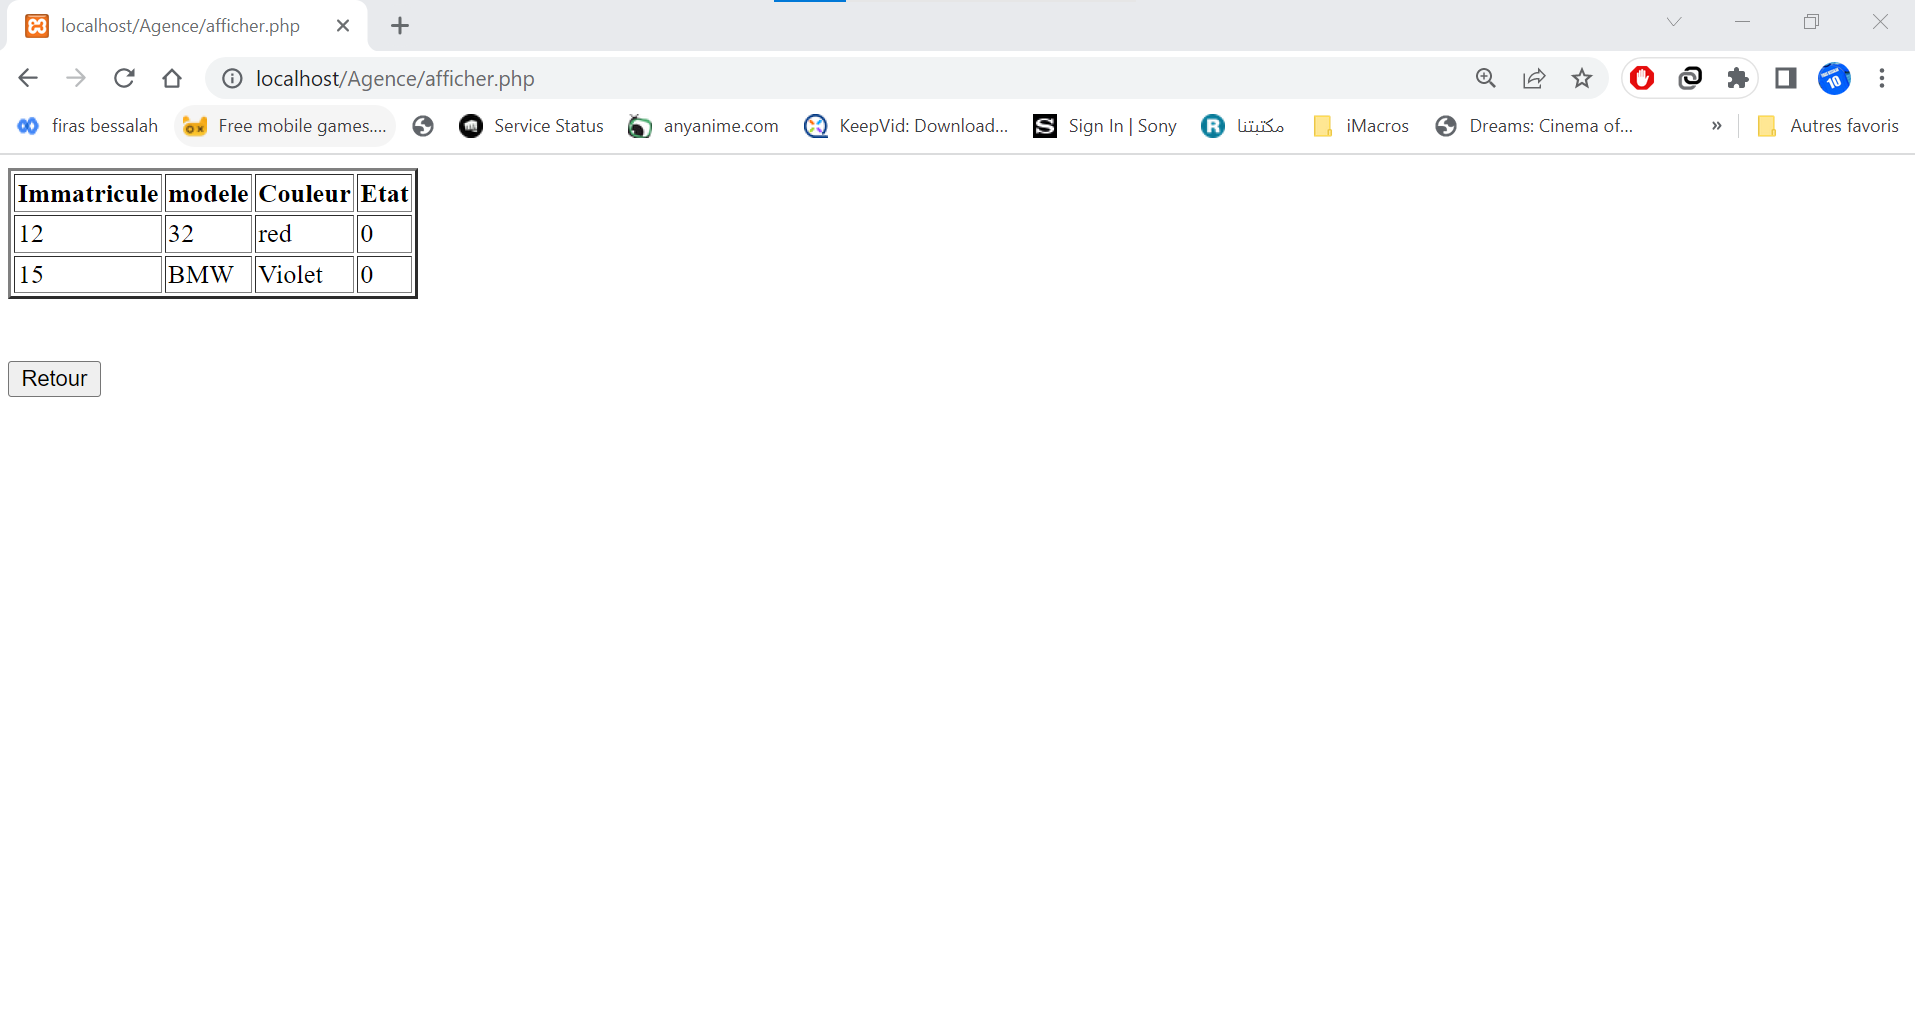 localhost/Agence/afficher.php
localhost/Agence/afficher.php
firas bessalah Free mobile games.... Service Status anyanime.com KeepVid: Download... Sign In | Sony مكتبتنا iMacros Dreams: Cinema of... » Autres favoris
Immatricule modele Couleur Etat
12 32 red 0
15 BMW Violet 0
Retour